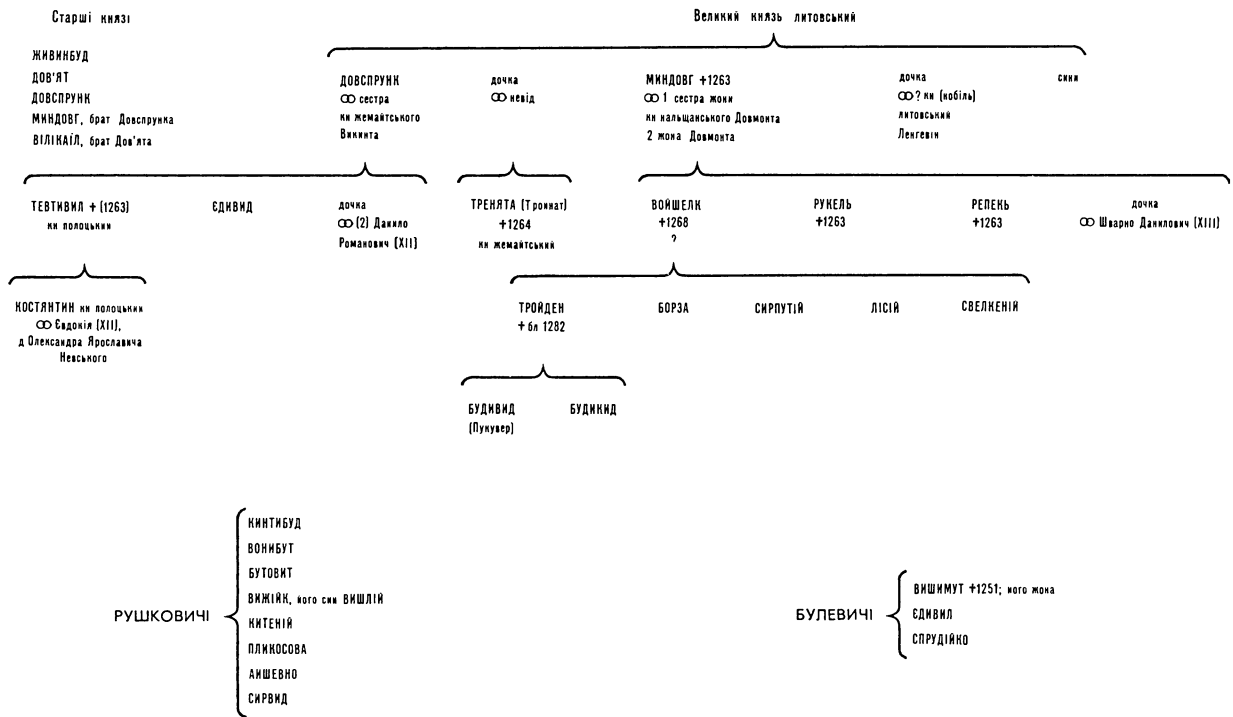 Старші князі
ЖИВИНБУД
ДОВ'ЯТ
ДОВСПРУНК
МИНДОВГ, брат Довспрунка
ВІЛІКАЇЛ, брат Дов'ята
Великий князь литовський
ДОВСПРУНК
ꝏ сестра
кн жемайтського
Викинта
дочка
ꝏ невід
МИНДОВГ +1263
ꝏ 1 сестра жони
кн нальщанського Довмонта
2 жона Довмонта
дочка
ꝏ ? кн (нобіль)
литовський
Ленгевін
сини
ТЕВТИВИЛ + (1263)
кн полоцький
ЄДИВИД
дочка
ꝏ (2) Данило
Романович (XII)
ТРЕНЯТА (Тройнат)
+1264
кн жемайтський
ВОЙШЕЛК
+1268
?
РУКЕЛЬ
+1263
РЕПЕКЬ
+1263
дочка
ꝏ Шварно Данилович (XIII)
КОСТЯНТИН кн полоцький
ꝏ Євдокія (XII),
д Олександра Ярославича
Невського
ТРОЙДЕН
+ бл 1282
БОРЗА
СИРПУТІЙ
ЛІСІЙ
СВЕЛКЕНІЙ
БУДИВИД
(Пукувер)
БУДИКИД
РУШКОВИЧІ
КИНТИБУД
ВОНИБУТ
БУТОВИТ
ВИЖІЙК, його син ВИШЛІЙ
КИТЕНІЙ
ПЛИКОСОВА
АИШЕВНО
СИРВИД
БУЛЕВИЧІ
ВИШИМУТ +1251; його жона
ЄДИВИЛ
СПРУДІЙКО